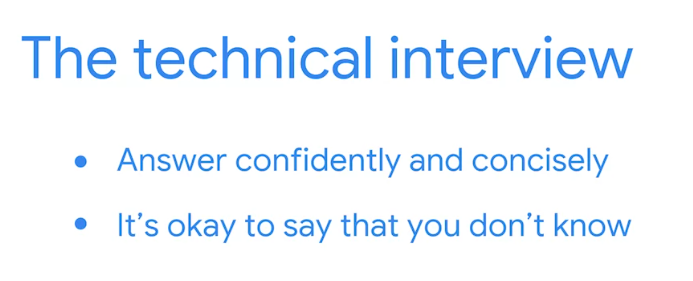 The technical interview
• Answer confidently and concisely
• It’s okay to say that you don’t know